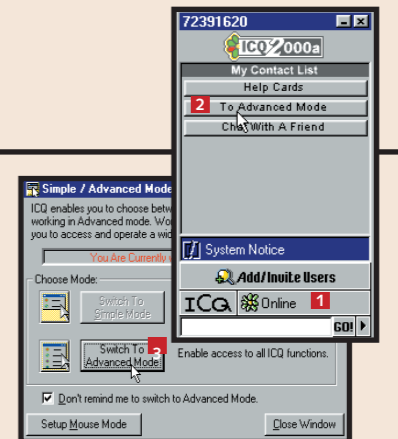 72391620
ICQ 2000a
My Contact List
Help Cards
2 To Advanced Mode
Chat With A Friend
System Notice
Add/Invite Users
ICQ Online 1
GO!
Simple / Advanced Mode
ICQ enables you to choose
working in Advanced mode.
you to access and operate a
You Are Currently
Choose Mode:
Switch To
Simple Mode
Switch To 3
Advanced Mode
Enable access to all ICQ functions.
Don't remind me to switch to Advanced Mode.
Setup Mouse Mode
Close Window